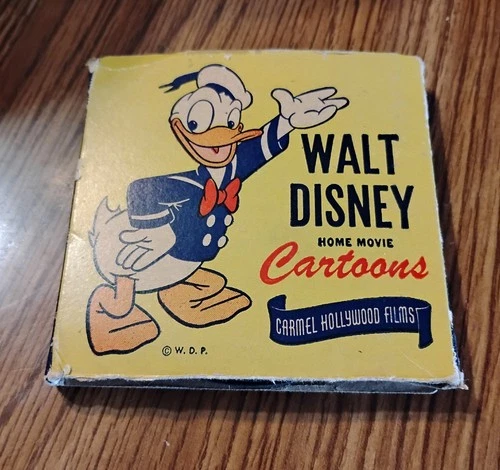 WALT
DISNEY
HOME MOVIE
Cartoons
CARMEL HOLLYWOOD FILMS
© W. D. P.